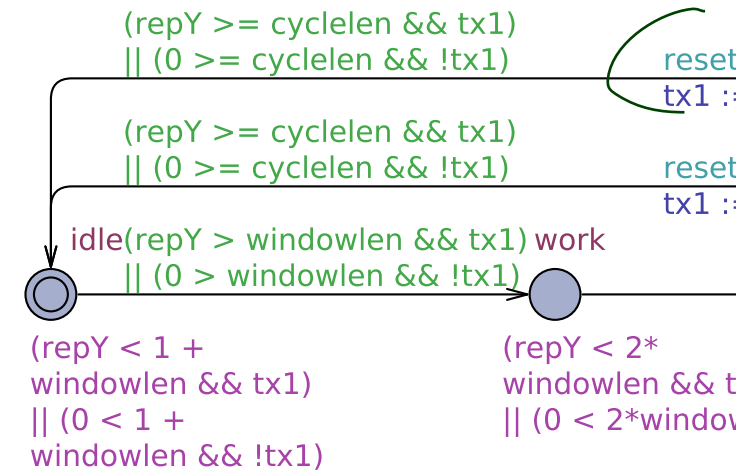 (repY >= cyclelen && tx1)
|| (0 >= cyclelen && !tx1)
reset
tx1 :=
(repY >= cyclelen && tx1)
|| (0 >= cyclelen && !tx1)
reset
tx1 :=
idle
(repY > windowlen && tx1)
|| (0 > windowlen && !tx1)
work
(repY < 1 +
windowlen && tx1)
|| (0 < 1 +
windowlen && !tx1)
(repY < 2*
windowlen && t
|| (0 < 2*window